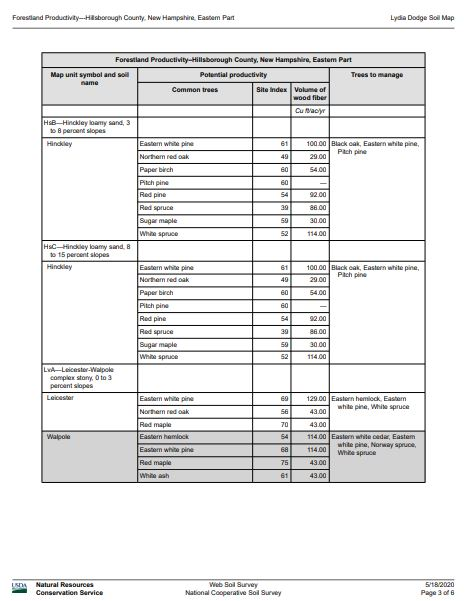 Forestland Productivity---Hillsborough County, New Hampshire, Eastern Part Lydia Dodge Soil Map
Forestland Productivity–Hillsborough County, New Hampshire, Eastern Part
Map unit symbol and soil name Potential productivity Trees to manage
Common trees Site Index Volume of wood fiber
Cu ft/ac/yr
HsB—Hinckley loamy sand, 3
to 8 percent slopes
Hinckley Eastern white pine 61 100.00 Black oak, Eastern white pine,
Pitch pine
Northern red oak 49 29.00
Paper birch 60 54.00
Pitch pine 60 —
Red pine 54 92.00
Red spruce 39 86.00
Sugar maple 59 30.00
White spruce 52 114.00
HsC—Hinckley loamy sand, 8
to 15 percent slopes
Hinckley Eastern white pine 61 100.00 Black oak, Eastern white pine,
Pitch pine
Northern red oak 49 29.00
Paper birch 60 54.00
Pitch pine 60 —
Red pine 54 92.00
Red spruce 39 86.00
Sugar maple 59 30.00
White spruce 52 114.00
LvA—Leicester-Walpole
complex stony, 0 to 3
percent slopes
Leicester Eastern white pine 69 129.00 Eastern hemlock, Eastern
white pine, White spruce
Northern red oak 56 43.00
Red maple 70 43.00
Walpole Eastern hemlock 54 114.00 Eastern white cedar, Eastern
white pine, Norway spruce,
White spruce
Eastern white pine 68 114.00
Red maple 75 43.00
White ash 61 43.00
USDA Natural Resources Web Soil Survey 5/18/2020
Conservation Service National Cooperative Soil Survey Page 3 of 6